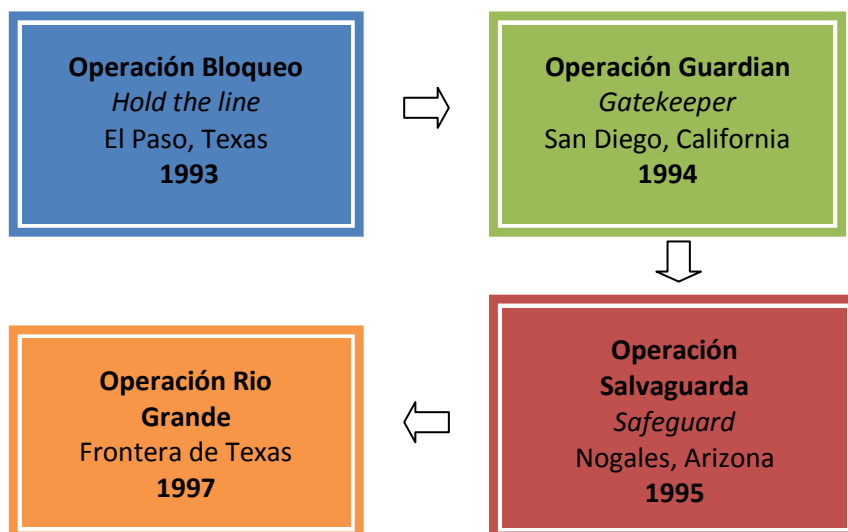 Operación Bloqueo
Hold the line
El Paso, Texas
1993
Operación Guardian
Gatekeeper
San Diego, California
1994
Operación
Salvaguarda
Safeguard
Nogales, Arizona
1995
Operación Rio
Grande
Frontera de Texas
1997